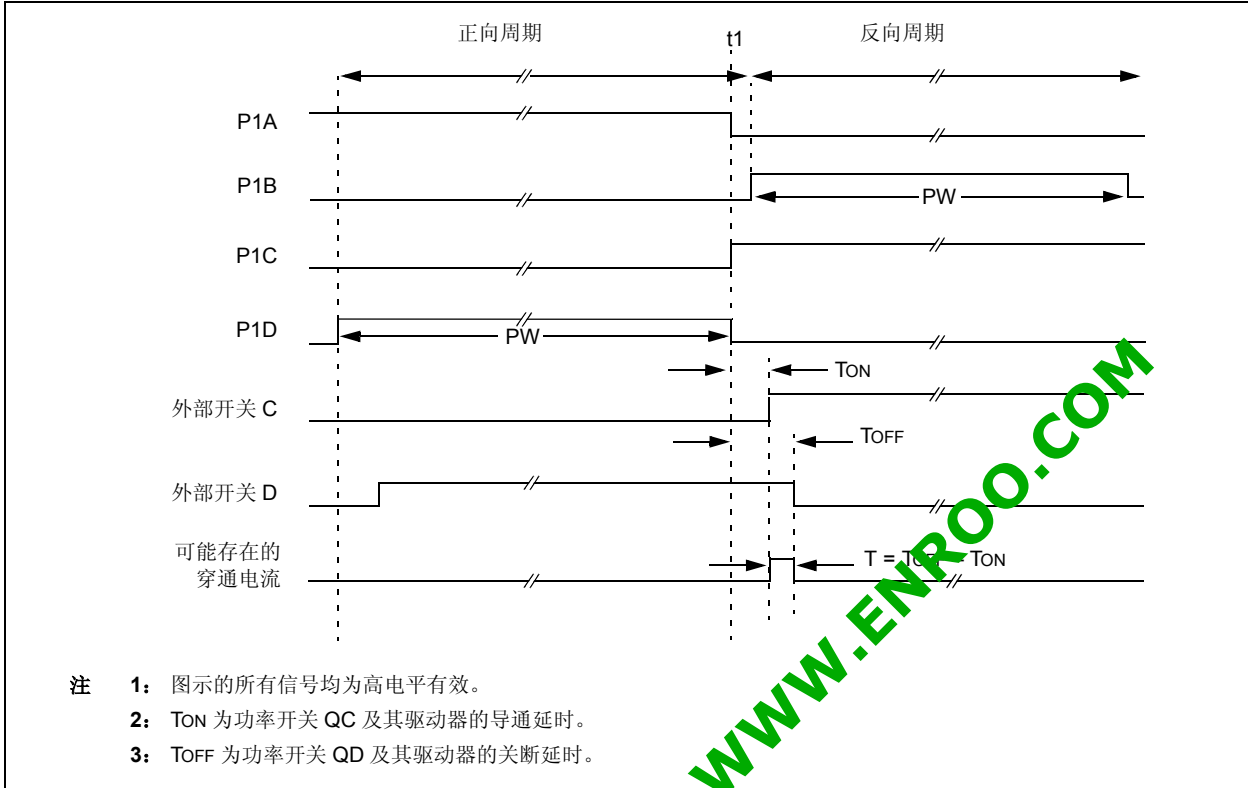 正向周期
t1
反向周期
P1A
P1B
PW
P1C
P1D
PW
TON
外部开关 C
TOFF
外部开关 D
可能存在的
穿通电流
T = TOFF – TON
注 1： 图示的所有信号均为高电平有效。
2： TON 为功率开关 QC 及其驱动器的导通延时。
3： TOFF 为功率开关 QD 及其驱动器的关断延时。
WWW.ENROO.COM